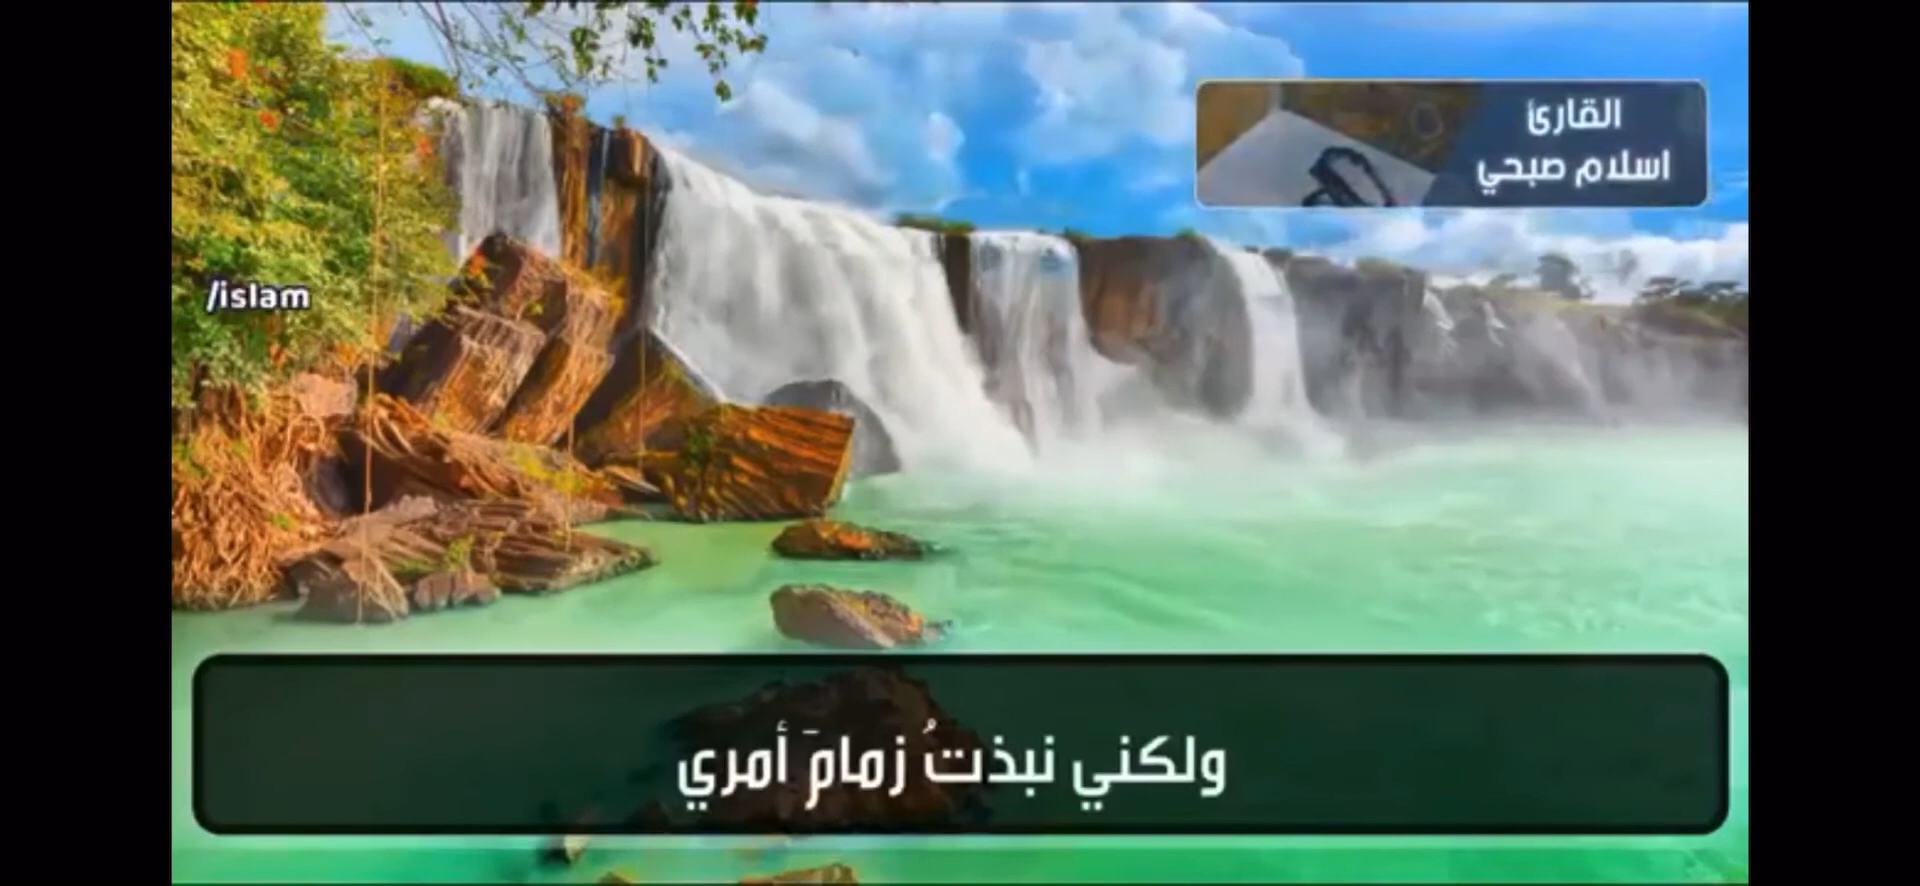 القارئ
اسلام صبحي
/islam
ولكني نبذتُ زمامَ أمري